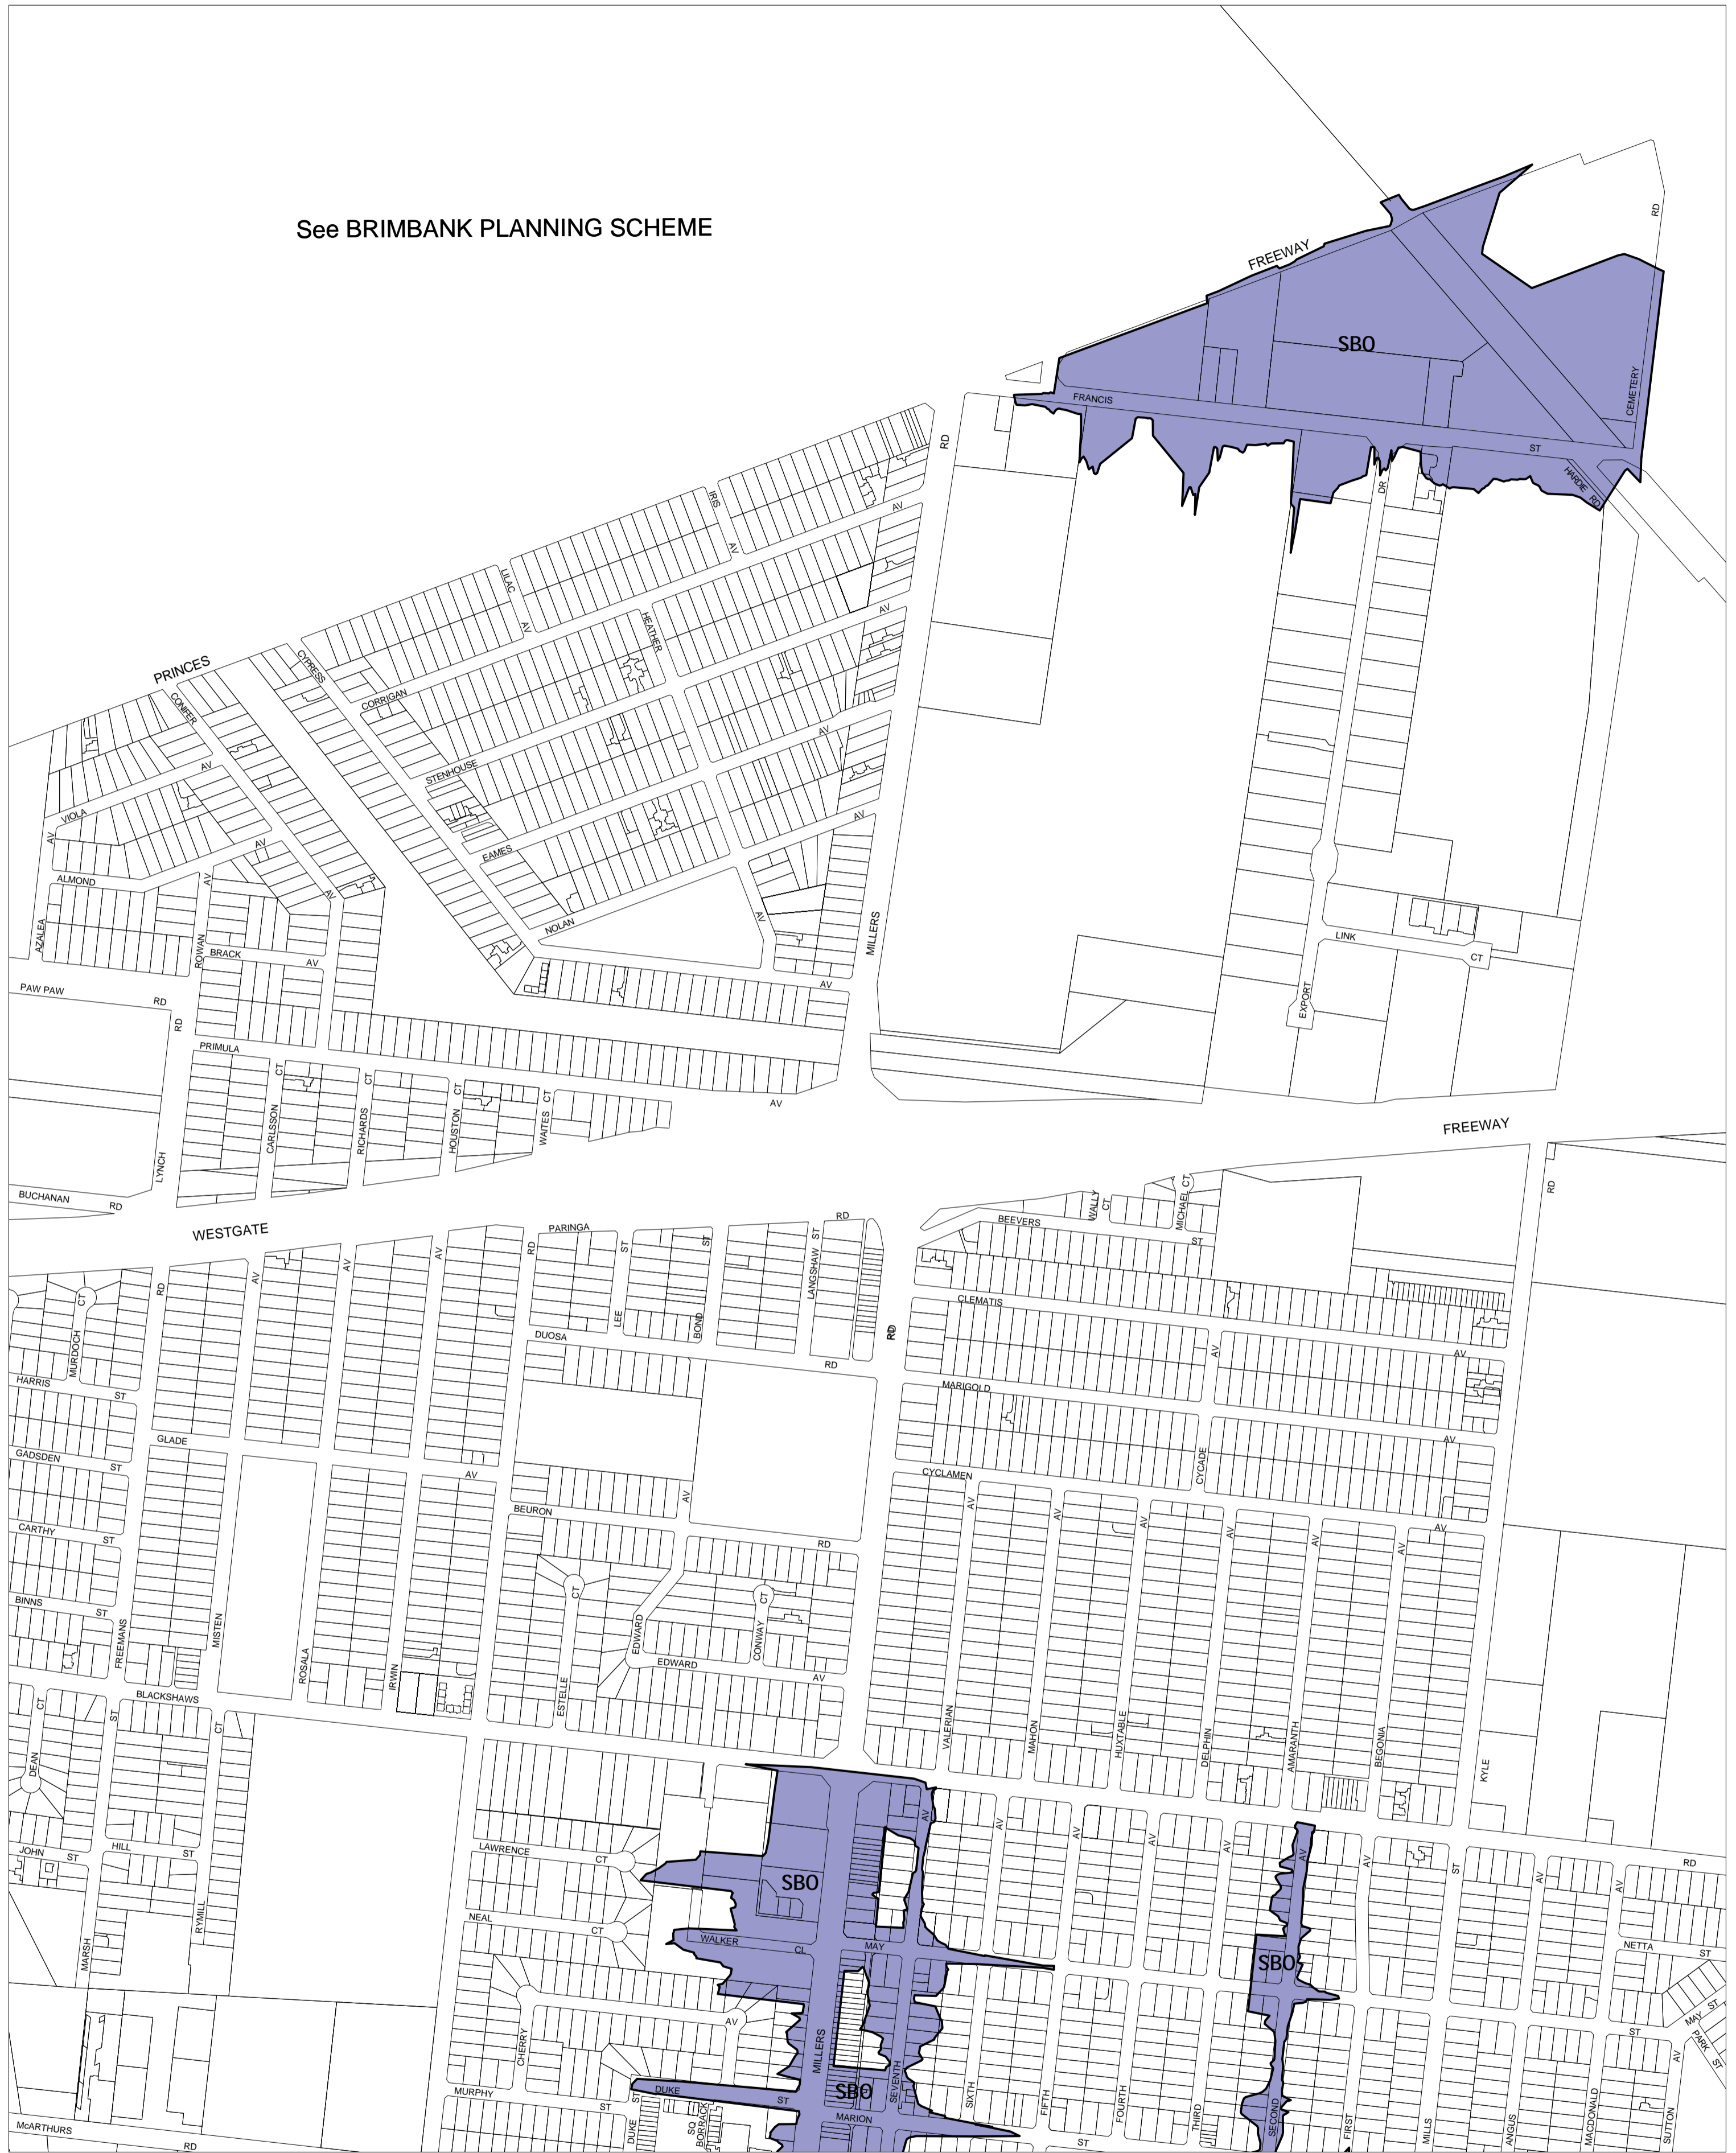 See BRIMBANK PLANNING SCHEME
FREEWAY
RD
SBO
CEMETERY
FRANCIS
ST
HARDIE RD
DR
RD
IRIS
AV
AV
LILAC
AV
HEATHER
AV
PRINCES
CYPRESS
CONIFER
CORRIGAN
AV
STENHOUSE
AV
VIOLA
AV
AV
EAMES
AV
ALMOND
AV
AV
NOLAN
AV
MILLERS
AZALEA
ROWAN
BRACK
AV
LINK
CT
PAW PAW
RD
RD
AV
EXPORT
PRIMULA
CT
CT
CT
CT
AV
CARLSSON
RICHARDS
HOUSTON
WAITES
LYNCH
FREEWAY
BUCHANAN
RD
WESTGATE
PARINGA
RD
WALLY
CT
MICHAEL CT
RD
BEEVERS
ST
RD
AV
AV
AV
RD
ST
ST
LANGSHAW
ST
CT
MURDOCH
LEE
BOND
CLEMATIS
AV
DUOSA
RD
RD
AV
HARRIS
ST
MARIGOLD
AV
GLADE
AV
GADSDEN
ST
CYCLAMEN
CYCADE
AV
BEURON
AV
RD
AV
AV
AV
AV
AV
AV
CARTHY
ST
BINNS
ST
CT
CT
FREEMANS
MISTEN
ROSALA
IRWIN
EDWARD
CONWAY
EDWARD
AV
ESTELLE
BLACKSHAWS
CT
ST
CT
VALERIAN
MAHON
HUXTABLE
DELPHIN
AMARANTH
BEGONIA
KYLE
DEAN
HILL
ST
JOHN
ST
LAWRENCE
CT
AV
AV
AV
AV
AV
AV
AV
ST
AV
AV
RD
SBO
RYMILL
MARSH
NEAL
CT
WALKER
CL
MAY
SBO
NETTA
ST
MAY ST
AV
CHERRY
MILLERS
ST
PARK ST
AV
MURPHY
ST
ST
DUKE
ST
SBO
SEVENTH
SIXTH
FIFTH
FOURTH
THIRD
SECOND
FIRST
MILLS
ANGUS
MACDONALD
SUTTON
DUKE
SQ
BORRACK
MARION
ST
McARTHURS
RD